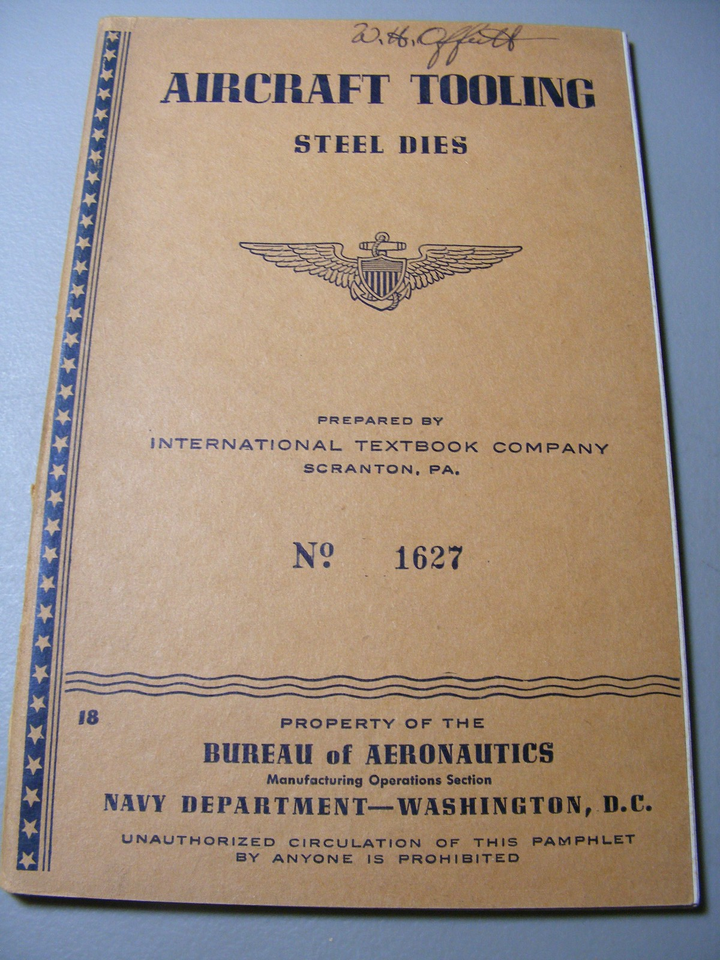 W. H. Offutt
AIRCRAFT TOOLING
STEEL DIES
PREPARED BY
INTERNATIONAL TEXTBOOK COMPANY
SCRANTON, PA.
Nº 1627
18
PROPERTY OF THE
BUREAU of AERONAUTICS
Manufacturing Operations Section
NAVY DEPARTMENT—WASHINGTON, D.C.
UNAUTHORIZED CIRCULATION OF THIS PAMPHLET
BY ANYONE IS PROHIBITED